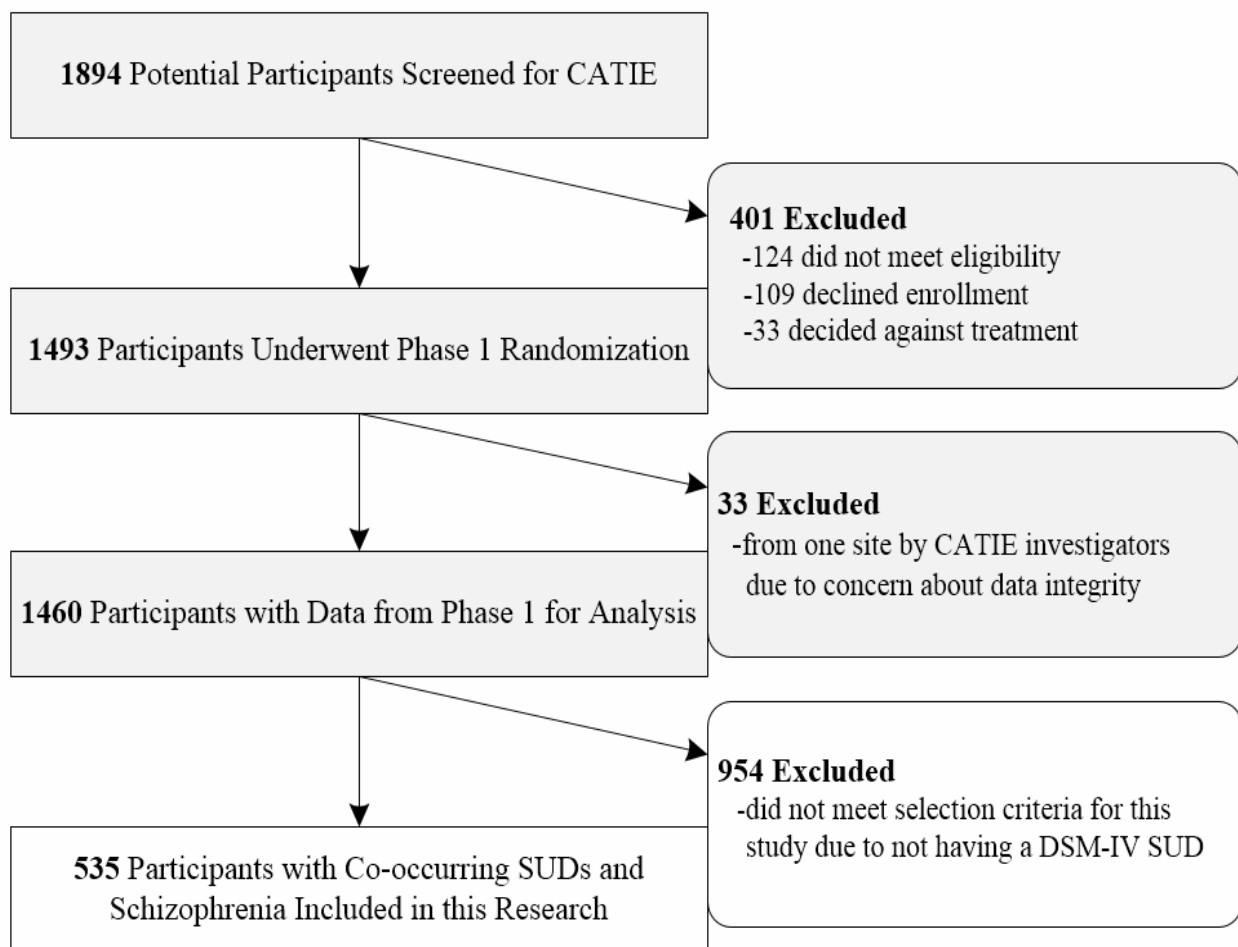 1894 Potential Participants Screened for CATIE
401 Excluded
-124 did not meet eligibility
-109 declined enrollment
-33 decided against treatment
1493 Participants Underwent Phase 1 Randomization
33 Excluded
-from one site by CATIE investigators
due to concern about data integrity
1460 Participants with Data from Phase 1 for Analysis
954 Excluded
-did not meet selection criteria for this
study due to not having a DSM-IV SUD
535 Participants with Co-occurring SUDs and
Schizophrenia Included in this Research